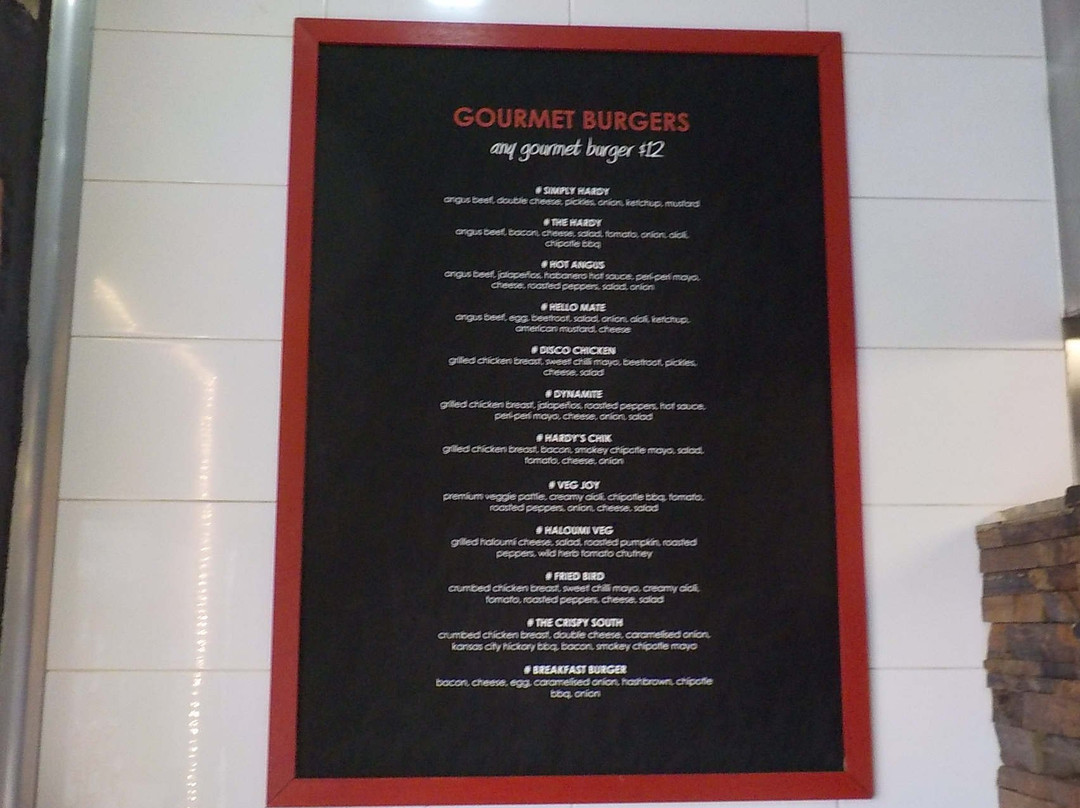 GOURMET BURGERS
any gourmet burger $12
# SIMPLY HARDY
angus beef, double cheese, pickles, onion, ketchup, mustard
# THE HARDY
angus beef, bacon, cheese, salad, tomato, onion, aioli,
chipotle bbq
# HOT ANGUS
angus beef, jalapeños, habanero hot sauce, peri-peri mayo,
cheese, roasted peppers, salad, onion
# HELLO MATE
angus beef, egg, beetroot, salad, onion, aioli, ketchup,
american mustard, cheese
# DISCO CHICKEN
grilled chicken breast, sweet chilli mayo, beetroot, pickles,
cheese, salad
# DYNAMITE
grilled chicken breast, jalapeños, roasted peppers, hot sauce,
peri-peri mayo, cheese, onion, salad
# HARDY'S CHIK
grilled chicken breast, bacon, smokey chipotle mayo, salad,
tomato, cheese, onion
# VEG JOY
premium veggie pattie, creamy aioli, chipotle bbq, tomato,
roasted peppers, onion, cheese, salad
# HALOUMI VEG
grilled haloumi cheese, salad, roasted pumpkin, roasted
peppers, wild herb tomato chutney
# FRIED BIRD
crumbed chicken breast, sweet chilli mayo, creamy aioli,
tomato, roasted peppers, cheese, salad
# THE CRISPY SOUTH
crumbed chicken breast, double cheese, caramelised onion,
kansas city hickory bbq, bacon, smokey chipotle mayo
# BREAKFAST BURGER
bacon, cheese, egg, caramelised onion, hashbrown, chipotle
bbq, onion